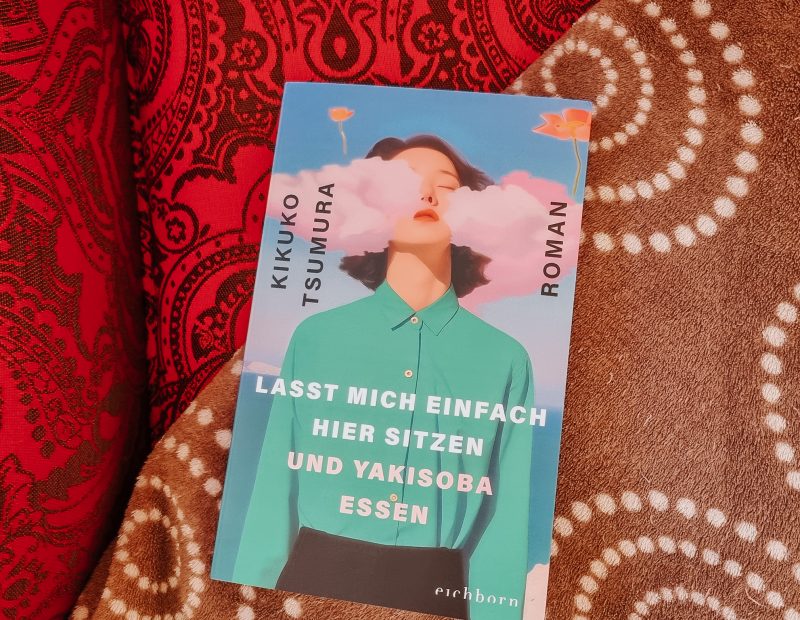 KIKUKO
TSUMURA
ROMAN
LASST MICH EINFACH
HIER SITZEN
UND YAKISOBA
ESSEN
eichborn